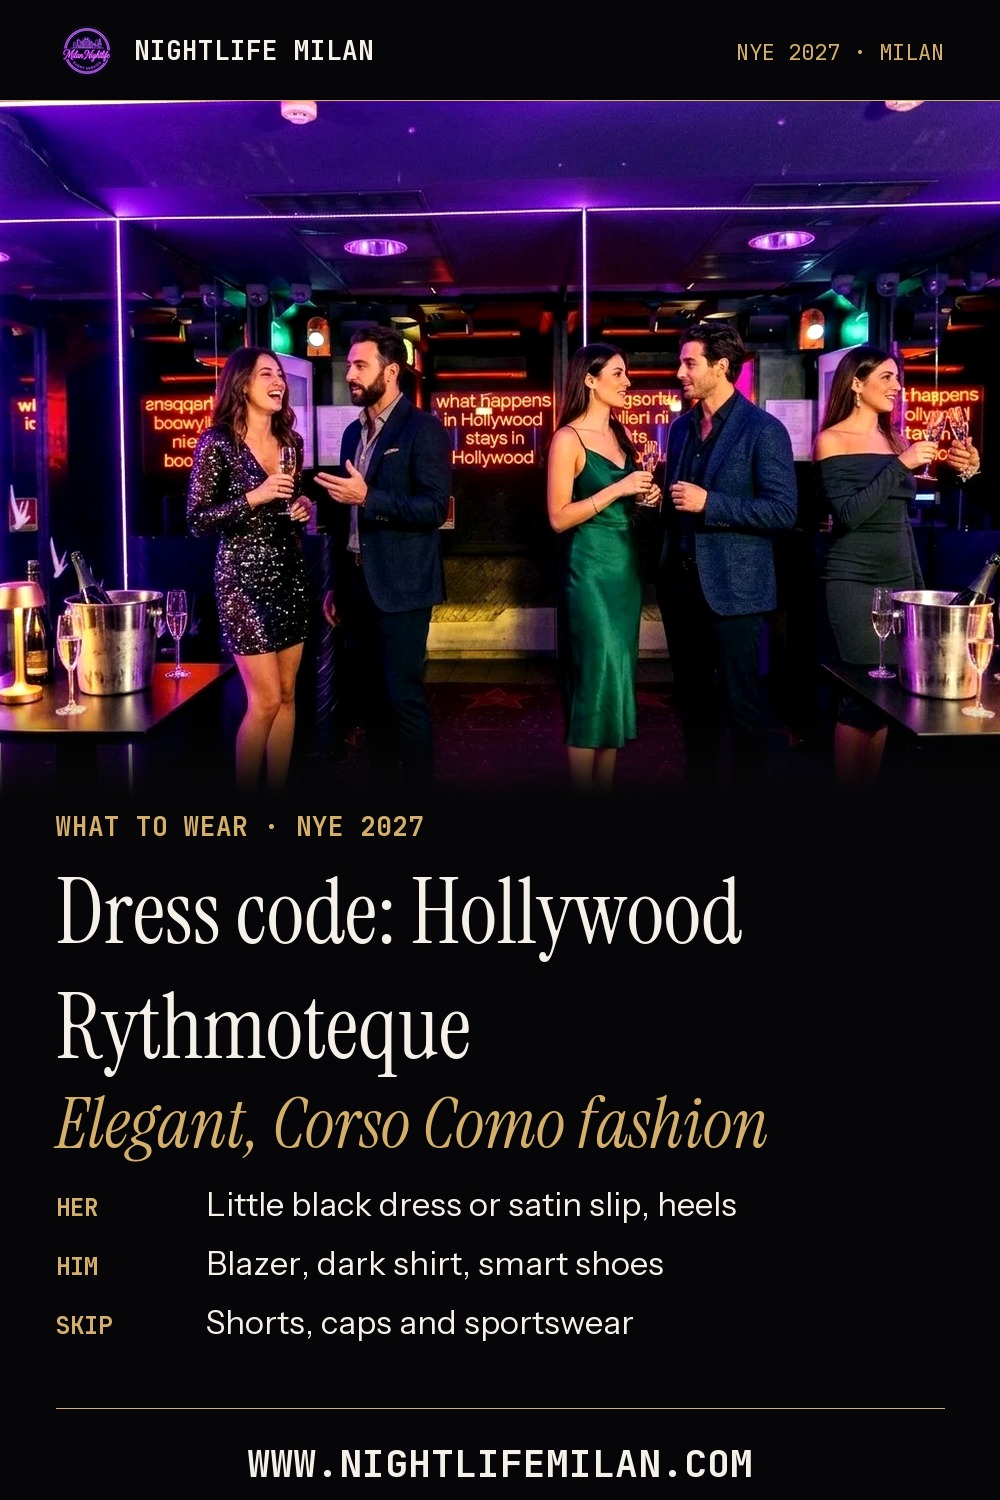 Milan Nightlife
NIGHTLIFE MILAN
NYE 2027 · MILAN
what happens
in Hollywood
stays in
Hollywood
WHAT TO WEAR · NYE 2027
Dress code: Hollywood
Rythmoteque
Elegant, Corso Como fashion
HER Little black dress or satin slip, heels
HIM Blazer, dark shirt, smart shoes
SKIP Shorts, caps and sportswear
WWW.NIGHTLIFEMILAN.COM